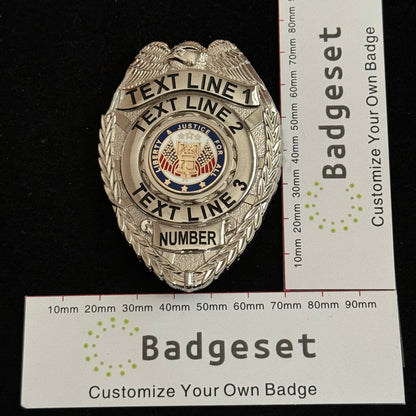 TEXT LINE 1
TEXT LINE 2
LIBERTY & JUSTICE FOR ALL
TEXT LINE 3
NUMBER
10mm 20mm 30mm 40mm 50mm 60mm 70mm 80mm 90mm
Badgeset
Customize Your Own Badge
10mm 20mm 30mm 40mm 50mm 60mm 70mm 80mm
Badgeset
Customize Your Own Badge